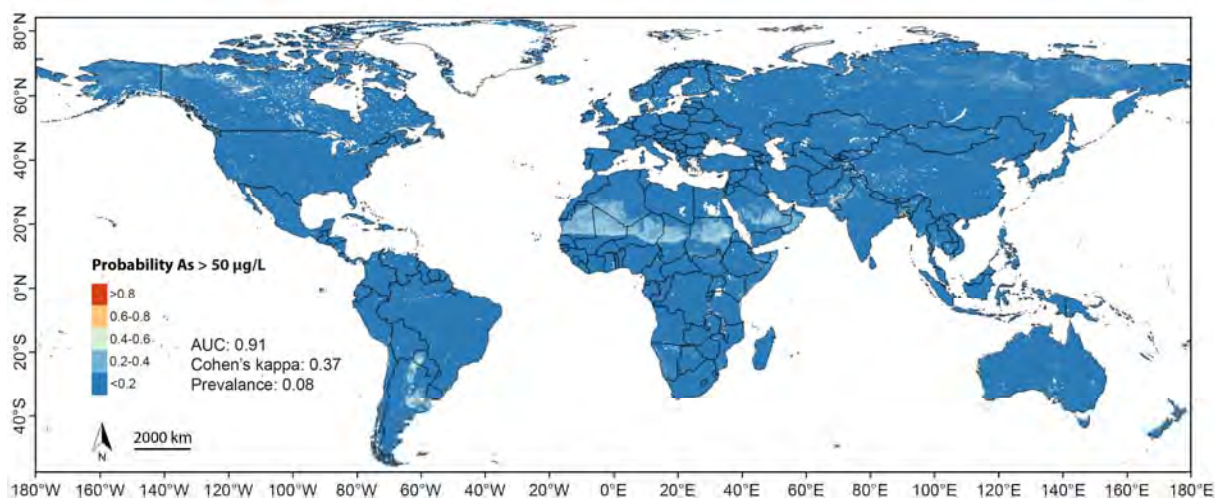 80°N
60°N
40°N
20°N
0°N
20°S
40°S
Probability As > 50 µg/L
>0.8
0.6-0.8
0.4-0.6
0.2-0.4
<0.2
AUC: 0.91
Cohen's kappa: 0.37
Prevalance: 0.08
N
2000 km
180°W 160°W 140°W 120°W 100°W 80°W 60°W 40°W 20°W 0°E 20°E 40°E 60°E 80°E 100°E 120°E 140°E 160°E 180°E